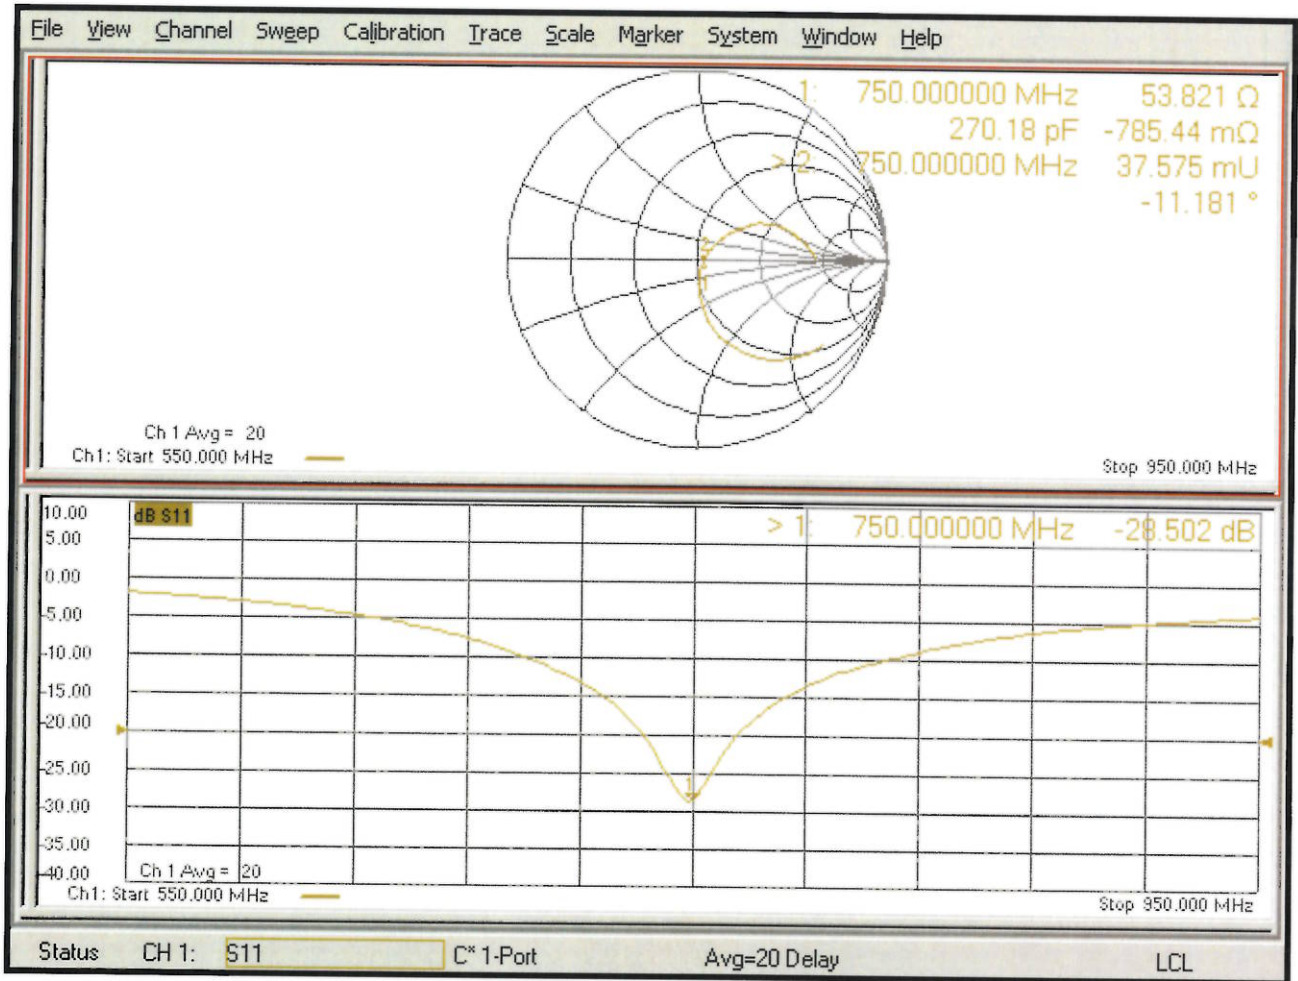 File View Channel Sweep Calibration Trace Scale Marker System Window Help
1: 750.000000 MHz 53.821 Ω
270.18 pF -785.44 mΩ
> 2: 750.000000 MHz 37.575 mU
-11.181 °
2
1
Ch 1 Avg = 20
Ch1: Start 550.000 MHz
Stop 950.000 MHz
10.00
dB S11
> 1: 750.000000 MHz -28.502 dB
5.00
0.00
-5.00
-10.00
-15.00
-20.00
-25.00
-30.00
-35.00
-40.00
1
Ch 1 Avg = 20
Ch1: Start 550.000 MHz
Stop 950.000 MHz
Status CH 1: S11 C* 1-Port Avg=20 Delay LCL